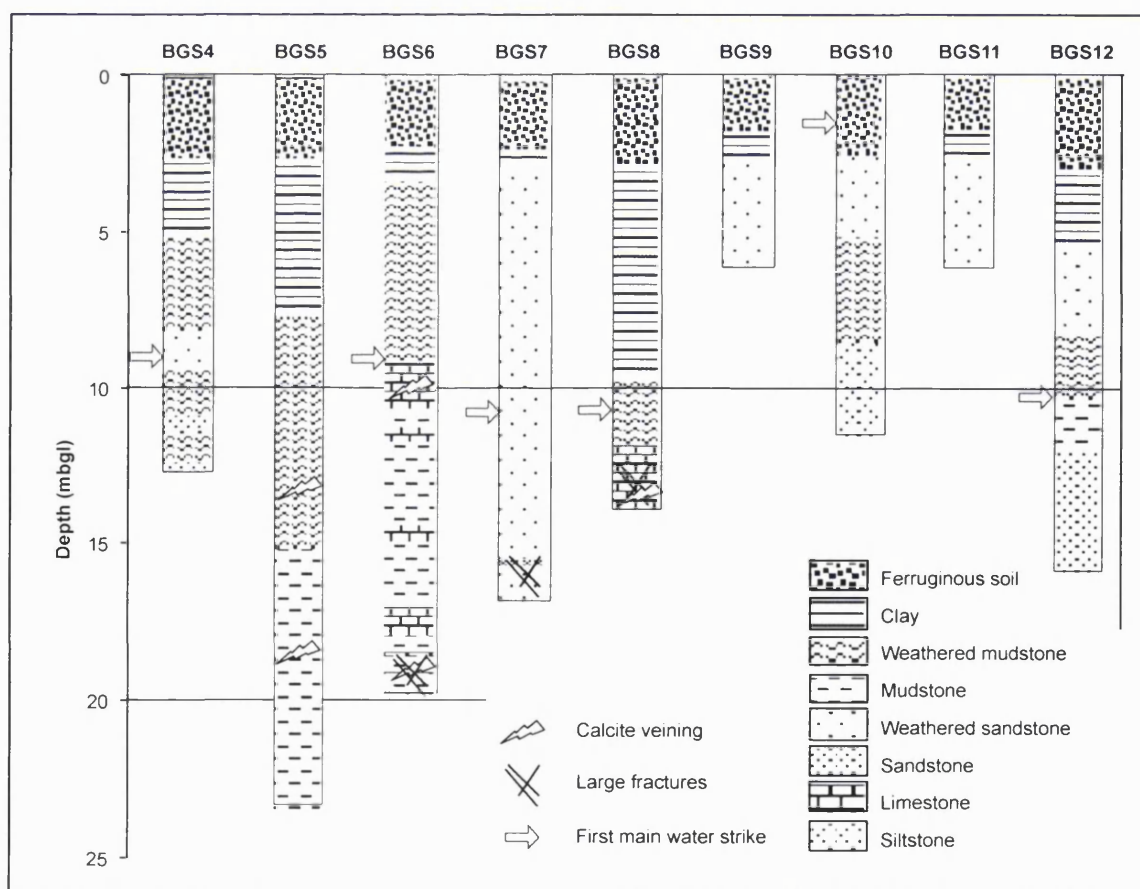 BGS4 BGS5 BGS6 BGS7 BGS8 BGS9 BGS10 BGS11 BGS12
0
5
10
15
20
25
Depth (mbgl)
Calcite veining
Large fractures
First main water strike
Ferruginous soil
Clay
Weathered mudstone
Mudstone
Weathered sandstone
Sandstone
Limestone
Siltstone